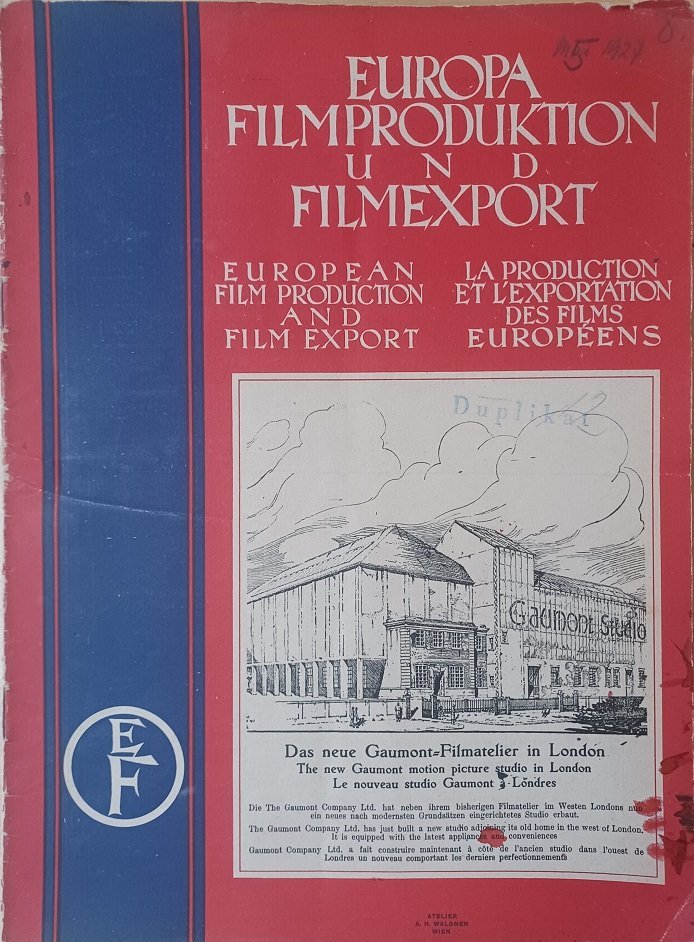 1927
EUROPA
FILMPRODUKTION
UND
FILMEXPORT
EUROPEAN
FILM PRODUCTION
AND
FILM EXPORT
LA PRODUCTION
ET L'EXPORTATION
DES FILMS
EUROPÉENS
Duplikat
Gaumont Studio
Das neue Gaumont=Filmatelier in London
The new Gaumont motion picture studio in London
Le nouveau studio Gaumont à Londres
Die The Gaumont Company Ltd. hat neben ihrem bisherigen Filmatelier im Westen Londons nun
ein neues nach modernsten Grundsätzen eingerichtetes Studio erbaut.
The Gaumont Company Ltd. has just built a new studio adjoining its old home in the west of London.
It is equipped with the latest appliances and conveniences
Gaumont Company Ltd. a fait construire maintenant à côté de l'ancien studio dans l'ouest de
Londres un nouveau comportant les derniers perfectionnements
EF
ATELIER
A. H. WALDNER
WIEN